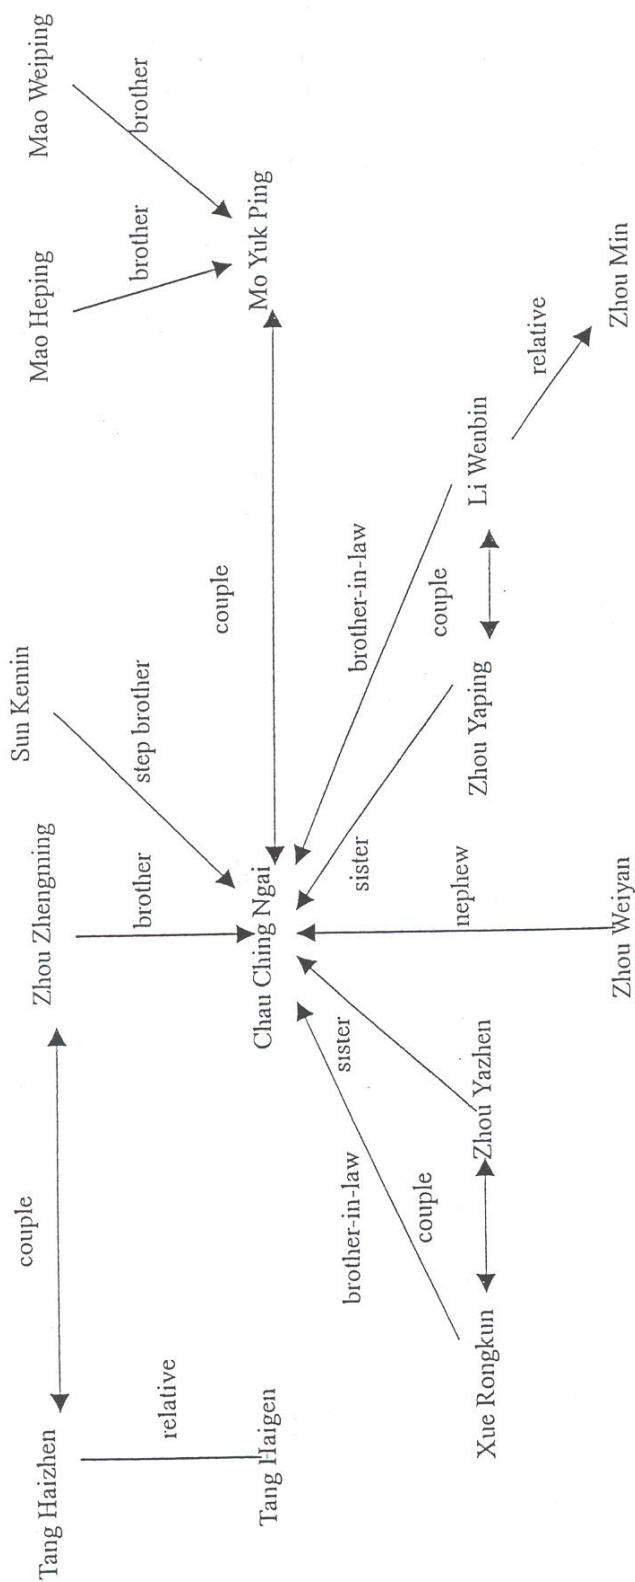 Sun Kemin
Mao Heping
Mao Weiping
Tang Haizhen
couple
Zhou Zhengming
step brother
brother
brother
relative
brother
couple
Tang Haigen
Chau Ching Ngai
Mo Yuk Ping
brother-in-law
sister
sister
brother-in-law
couple
couple
relative
Xue Rongkun
Zhou Yazhen
nephew
Zhou Yaping
Li Wenbin
Zhou Weiyan
Zhou Min